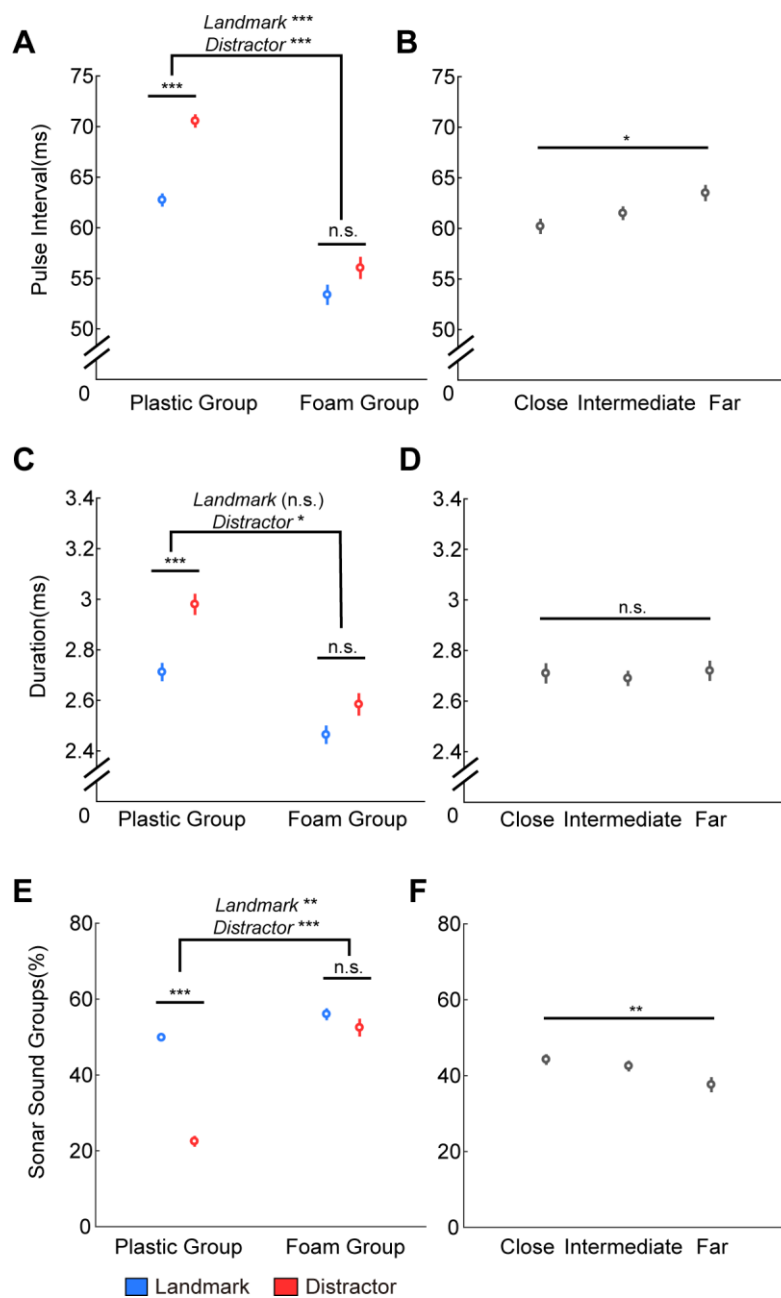 A
Landmark ***
Distractor ***
Pulse Interval(ms)
75
70
65
60
55
50
0
***
n.s.
Plastic Group
Foam Group
B
75
70
65
60
55
50
0
*
Close Intermediate Far
C
Landmark (n.s.)
Distractor *
Duration(ms)
3.4
3.2
3
2.8
2.6
2.4
0
***
n.s.
Plastic Group
Foam Group
D
3.4
3.2
3
2.8
2.6
2.4
0
n.s.
Close Intermediate Far
E
Landmark **
Distractor ***
Sonar Sound Groups(%)
80
60
40
20
0
***
n.s.
Plastic Group
Foam Group
F
80
60
40
20
0
**
Close Intermediate Far
Landmark
Distractor